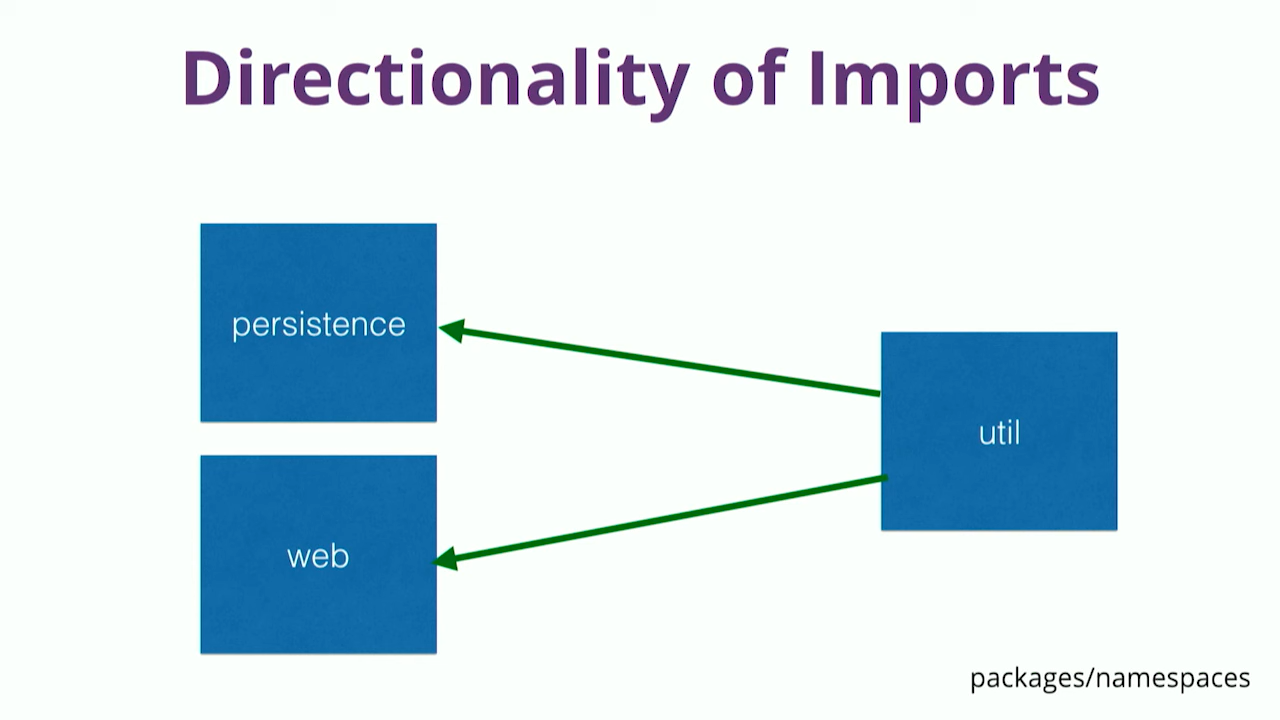 Directionality of Imports
persistence
util
web
packages/namespaces